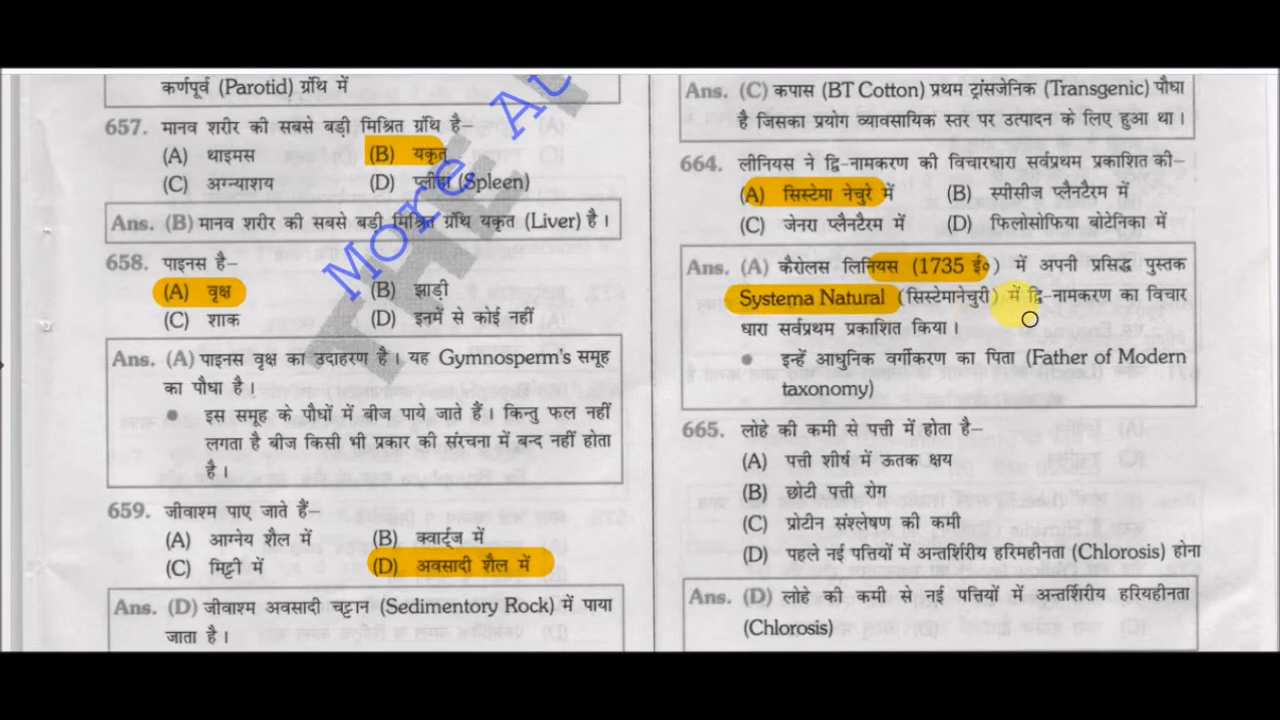 कर्णपूर्व (Parotid) ग्रंथि में
657. मानव शरीर की सबसे बड़ी मिश्रित ग्रंथि है–
(A) थाइमस (B) यकृत
(C) अग्न्याशय (D) प्लीहा (Spleen)
Ans. (B) मानव शरीर की सबसे बड़ी मिश्रित ग्रंथि यकृत (Liver) है।
658. पाइनस है–
(A) वृक्ष (B) झाड़ी
(C) शाक (D) इनमें से कोई नहीं
Ans. (A) पाइनस वृक्ष का उदाहरण है। यह Gymnosperm's समूह
का पौधा है।
● इस समूह के पौघों में बीज पाये जाते हैं। किन्तु फल नहीं
लगता है बीज किसी भी प्रकार की संरचना में बन्द नहीं होता
है।
659. जीवाश्म पाए जाते हैं–
(A) आग्नेय शैल में (B) क्वार्ट्ज में
(C) मिट्टी में (D) अवसादी शैल में
Ans. (D) जीवाश्म अवसादी चट्टान (Sedimentory Rock) में पाया
जाता है।
More
Ans. (C) कपास (BT Cotton) प्रथम ट्रांसजेनिक (Transgenic) पौधा
है जिसका प्रयोग व्यावसायिक स्तर पर उत्पादन के लिए हुआ था।
664. लीनियस ने द्वि-नामकरण की विचारधारा सर्वप्रथम प्रकाशित की–
(A) सिस्टेमा नेचुरे में (B) स्पीसीज प्लैनटैरम में
(C) जेनरा प्लैनटैरम में (D) फिलोसोफिया बोटेनिका में
Ans. (A) कैरोलस लिनियस (1735 ई०) में अपनी प्रसिद्ध पुस्तक
Systema Natural (सिस्टेमानेचुरी) में द्वि-नामकरण का विचार
धारा सर्वप्रथम प्रकाशित किया।
● इन्हें आधुनिक वर्गीकरण का पिता (Father of Modern
taxonomy)
665. लोहे की कमी से पत्ती में होता है–
(A) पत्ती शीर्ष में ऊतक क्षय
(B) छोटी पत्ती रोग
(C) प्रोटीन संश्लेषण की कमी
(D) पहले नई पत्तियों में अन्तर्शिरीय हरिमहीनता (Chlorosis) होना
Ans. (D) लोहे की कमी से नई पत्तियों में अन्तर्शिरीय हरियहीनता
(Chlorosis)